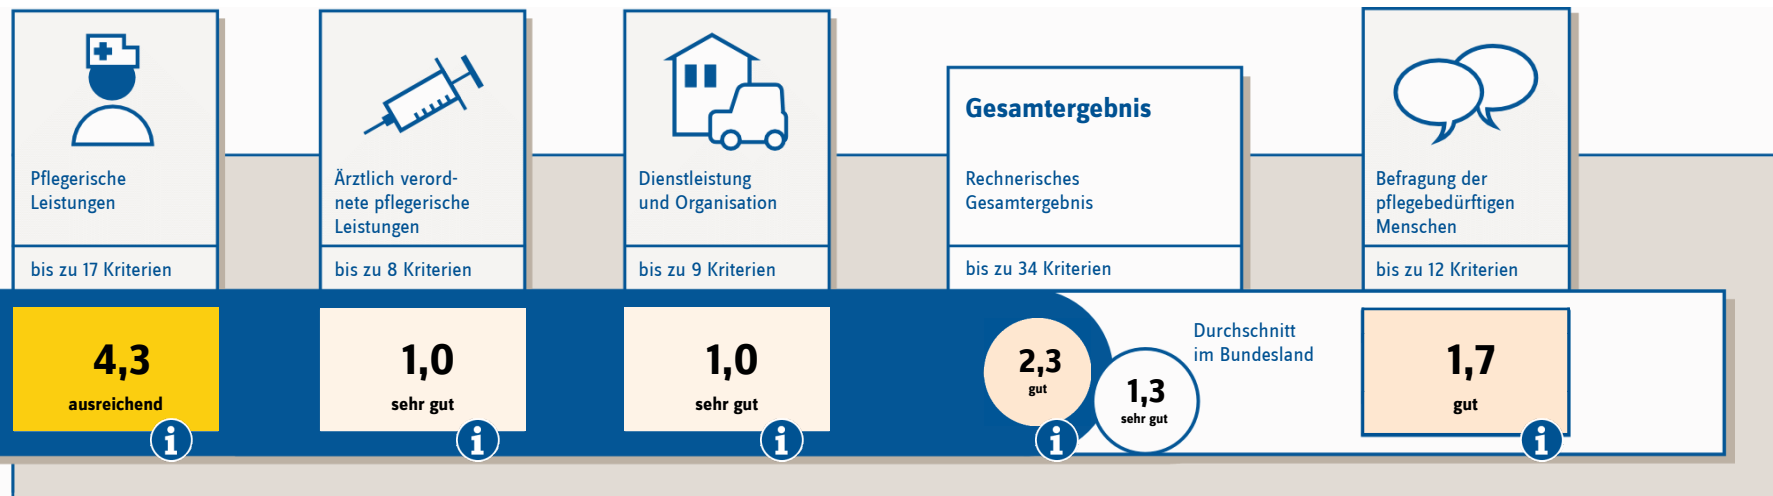 Pflegerische
Leistungen
bis zu 17 Kriterien
4,3
ausreichend
i
Ärztlich verord-
nete pflegerische
Leistungen
bis zu 8 Kriterien
1,0
sehr gut
i
Dienstleistung
und Organisation
bis zu 9 Kriterien
1,0
sehr gut
i
Gesamtergebnis
Rechnerisches
Gesamtergebnis
bis zu 34 Kriterien
2,3
gut
i
Durchschnitt
im Bundesland
1,3
sehr gut
Befragung der
pflegebedürftigen
Menschen
bis zu 12 Kriterien
1,7
gut
i